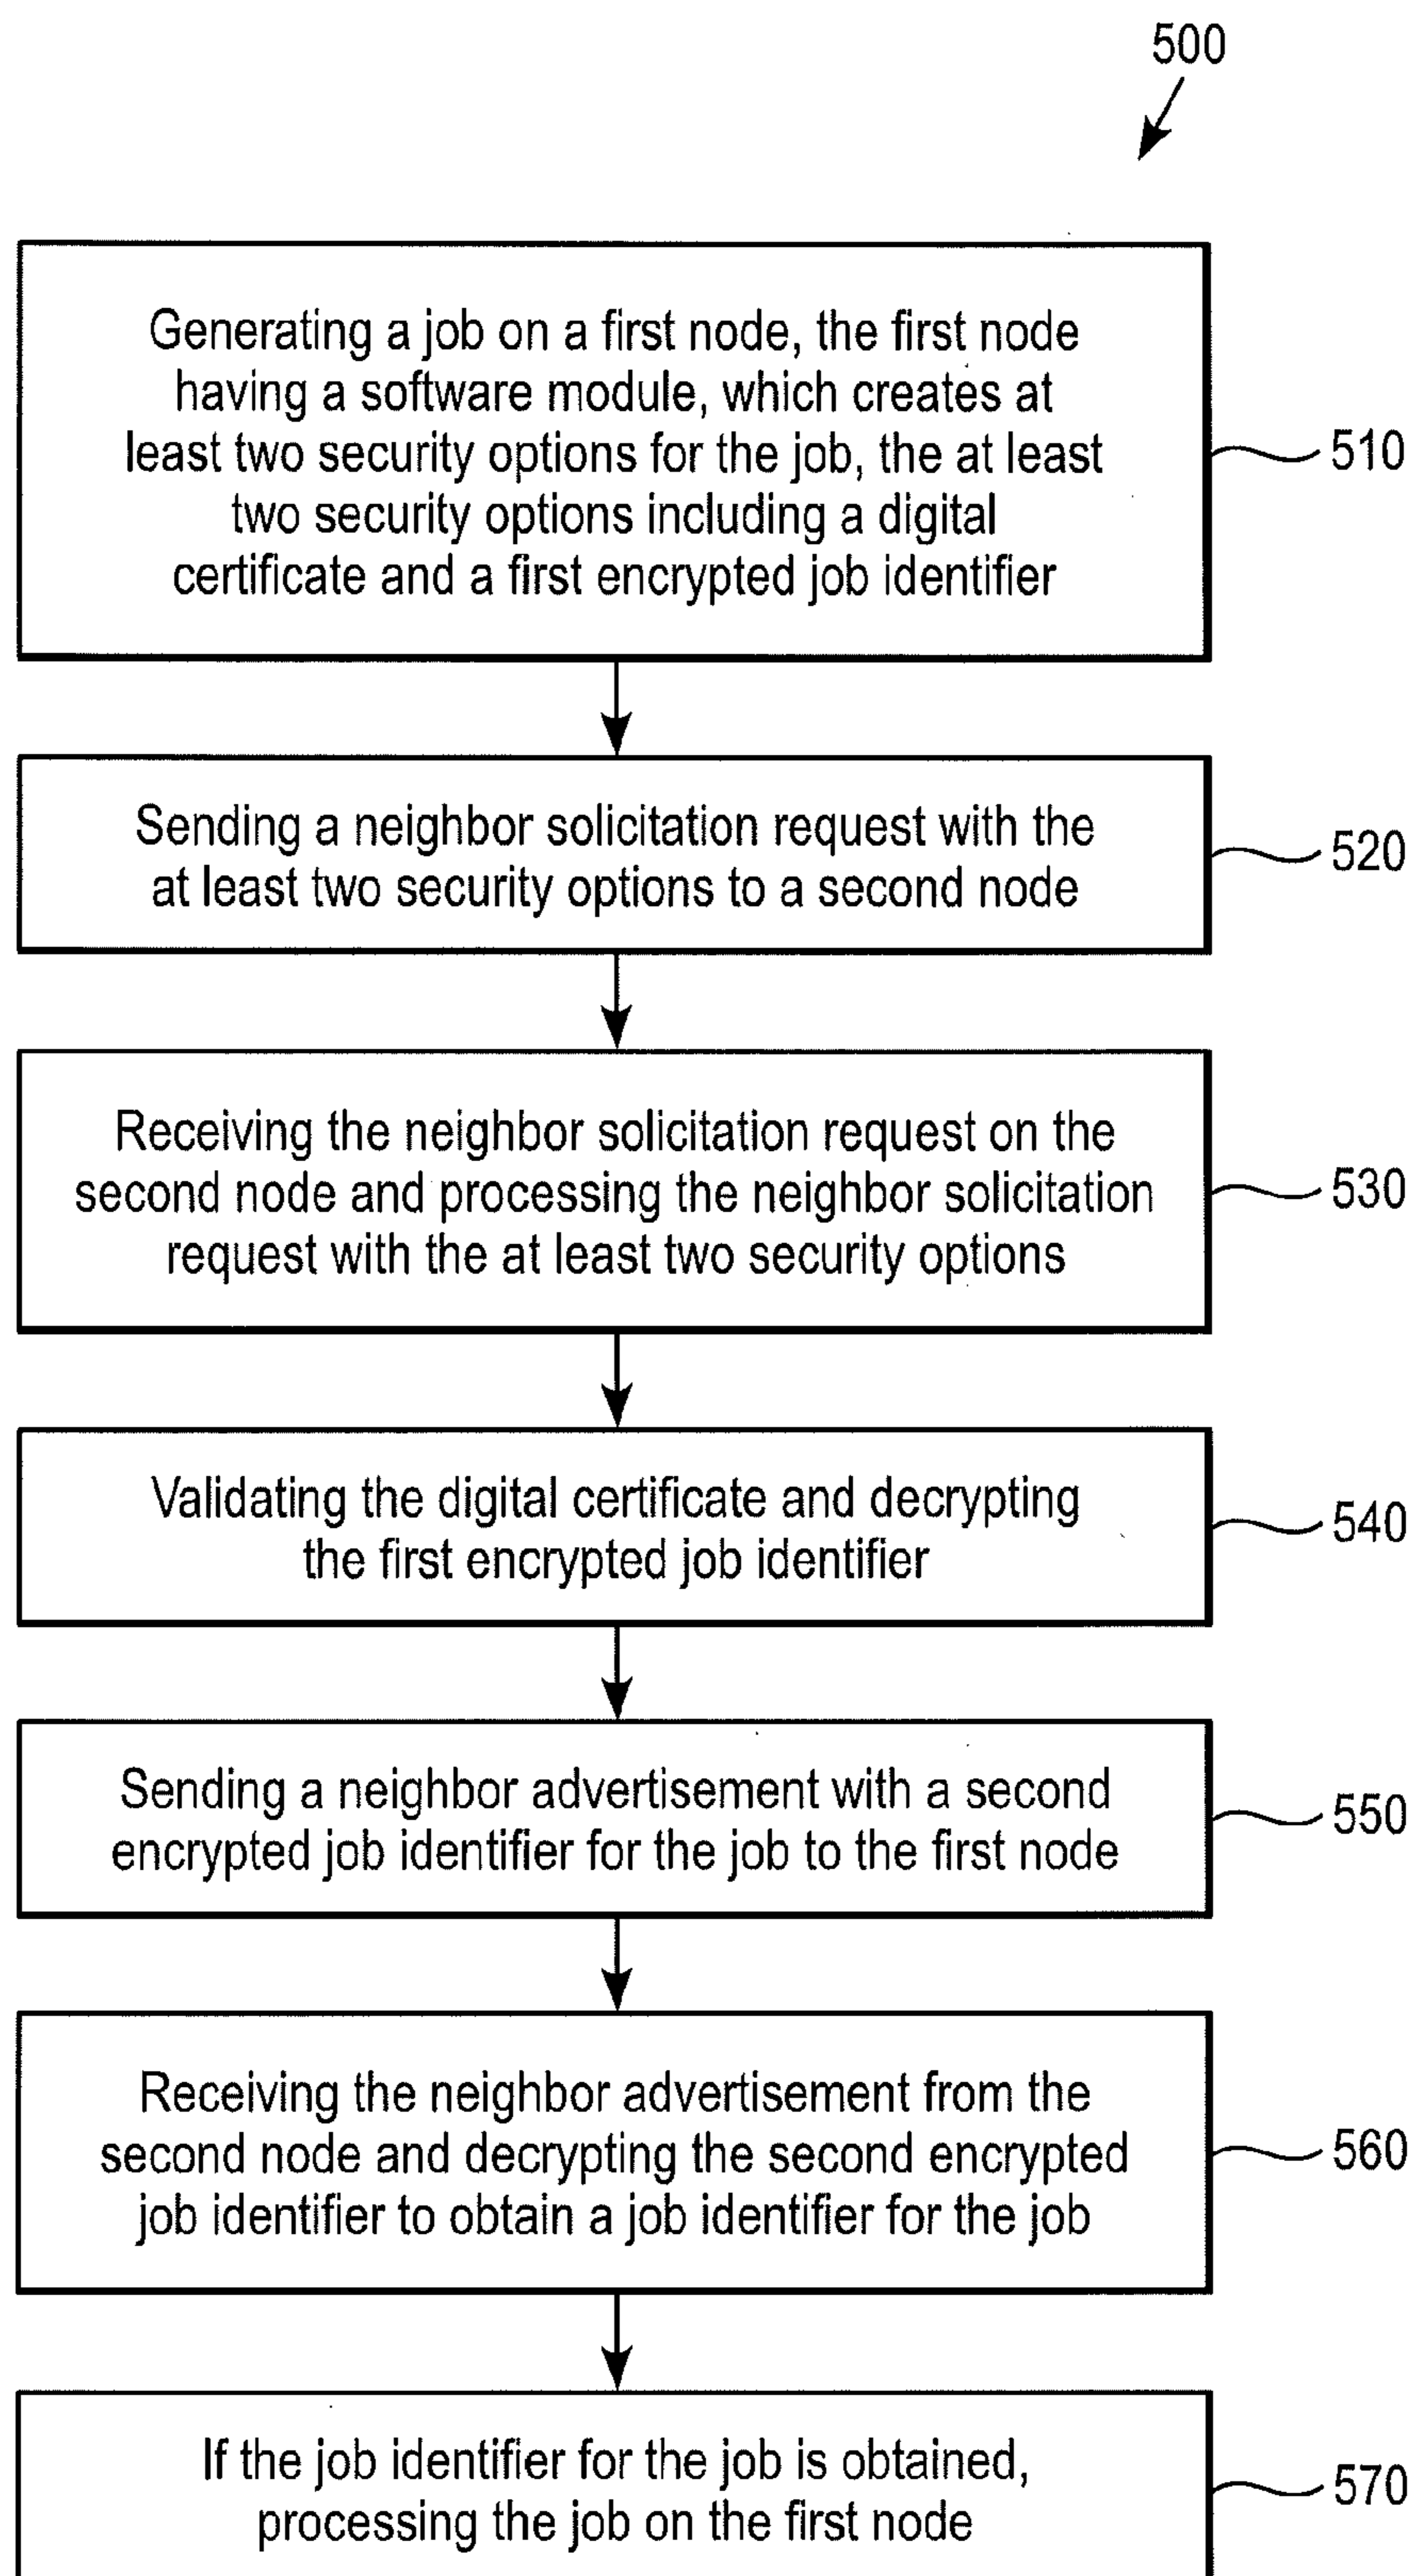 500
Generating a job on a first node, the first node
having a software module, which creates at
least two security options for the job, the at least
two security options including a digital
certificate and a first encrypted job identifier
510
Sending a neighbor solicitation request with the
at least two security options to a second node
520
Receiving the neighbor solicitation request on the
second node and processing the neighbor solicitation
request with the at least two security options
530
Validating the digital certificate and decrypting
the first encrypted job identifier
540
Sending a neighbor advertisement with a second
encrypted job identifier for the job to the first node
550
Receiving the neighbor advertisement from the
second node and decrypting the second encrypted
job identifier to obtain a job identifier for the job
560
If the job identifier for the job is obtained,
processing the job on the first node
570